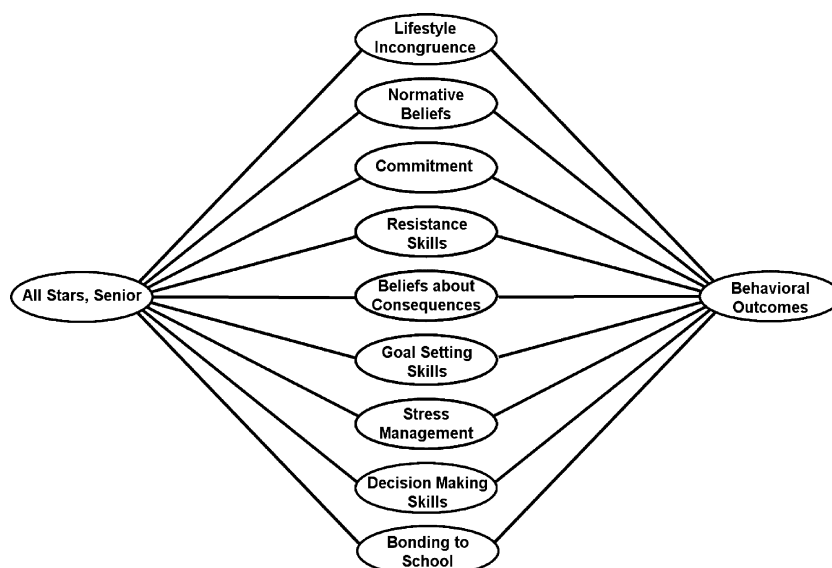 Lifestyle
Incongruence
Normative
Beliefs
Commitment
Resistance
Skills
All Stars, Senior
Beliefs about
Consequences
Behavioral
Outcomes
Goal Setting
Skills
Stress
Management
Decision Making
Skills
Bonding to
School